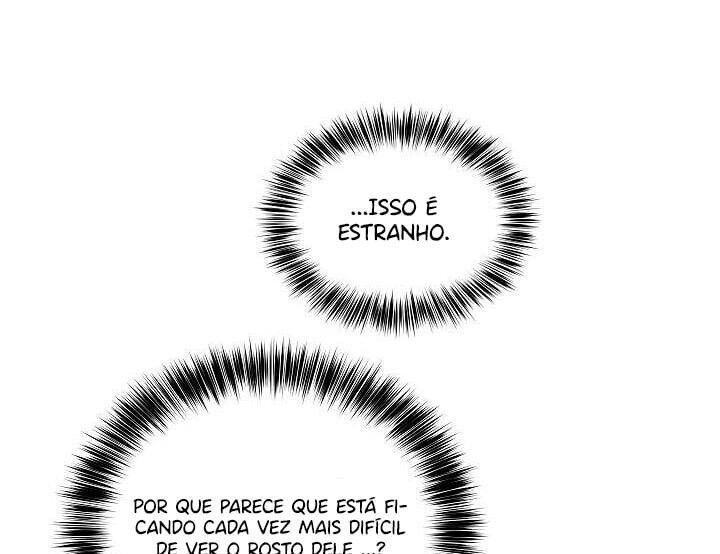 ...ISSO É
ESTRANHO.
POR QUE PARECE QUE ESTÁ FI-
CANDO CADA VEZ MAIS DIFÍCIL
DE VER O ROSTO DELE ...?